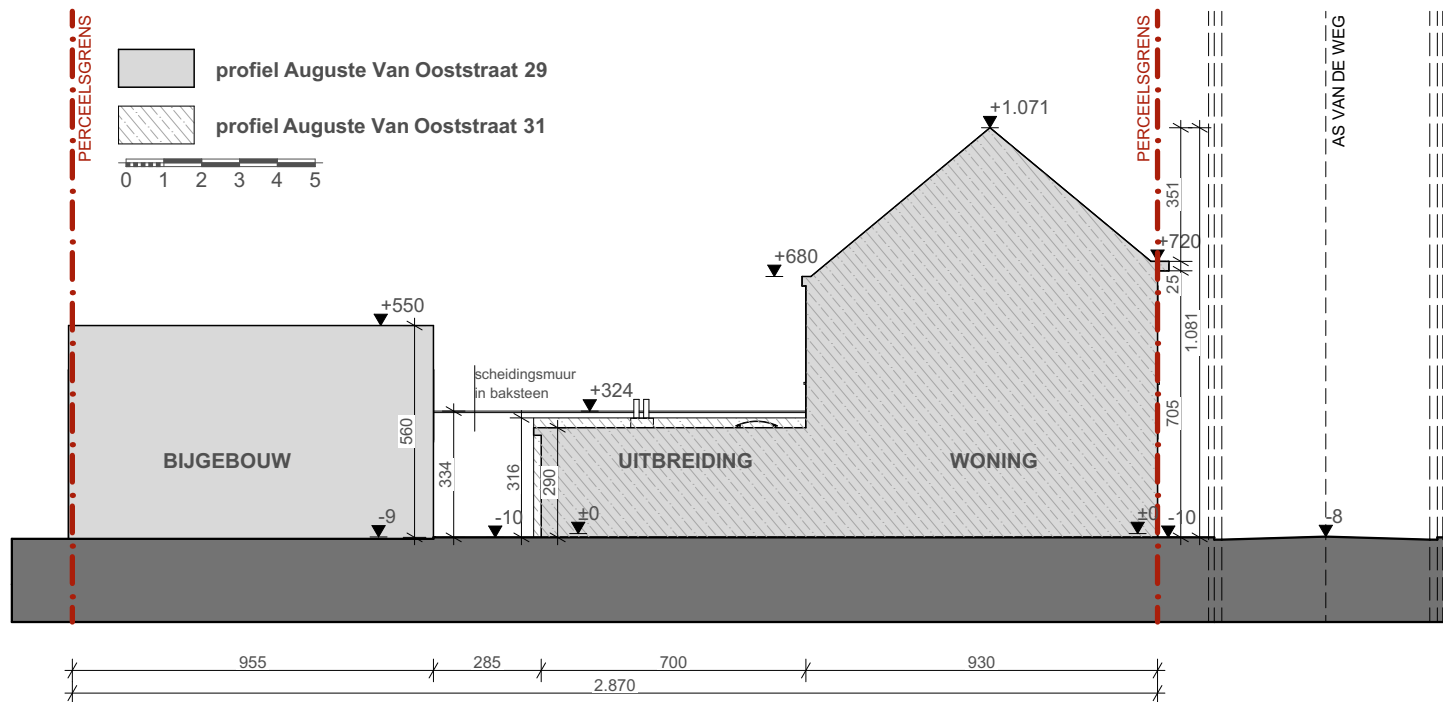 PERCEELSGRENS
profiel Auguste Van Ooststraat 29
profiel Auguste Van Ooststraat 31
0 1 2 3 4 5
PERCEELSGRENS
AS VAN DE WEG
+1.071
351
+720
+680
25
1.081
+550
scheidingsmuur
in baksteen
+324
560
705
BIJGEBOUW
UITBREIDING
WONING
334
316
290
-9
-10
±0
±0
-10
-8
955
285
700
930
2.870